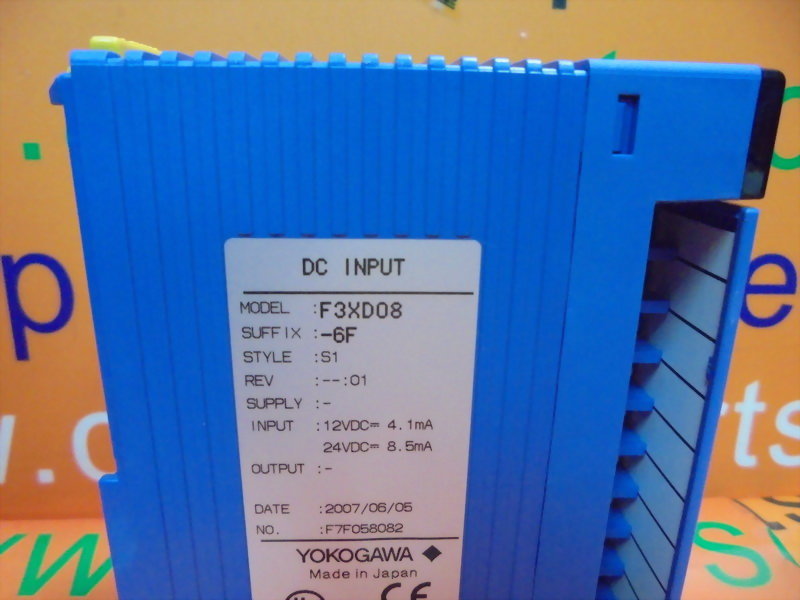 DC INPUT
MODEL :F3XD08
SUFFIX :-6F
STYLE :S1
REV :--:01
SUPPLY :-
INPUT :12VDC⎓ 4.1mA
24VDC⎓ 8.5mA
OUTPUT :-
DATE :2007/06/05
NO. :F7F058082
YOKOGAWA
Made in Japan
CE